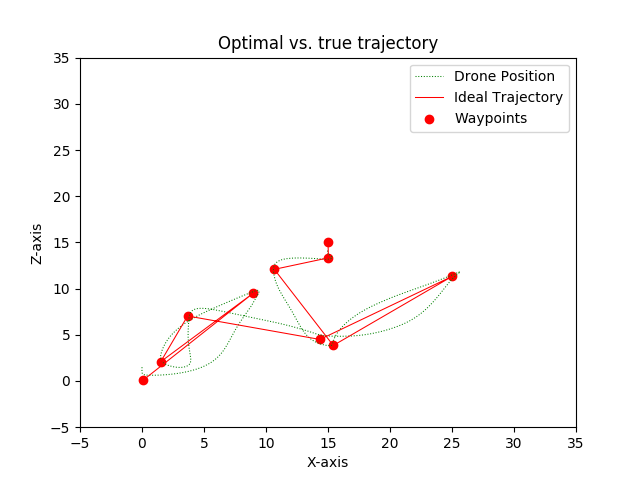 Optimal vs. true trajectory
Drone Position
Ideal Trajectory
Waypoints
Z-axis
35
30
25
20
15
10
5
0
−5
−5 0 5 10 15 20 25 30 35
X-axis